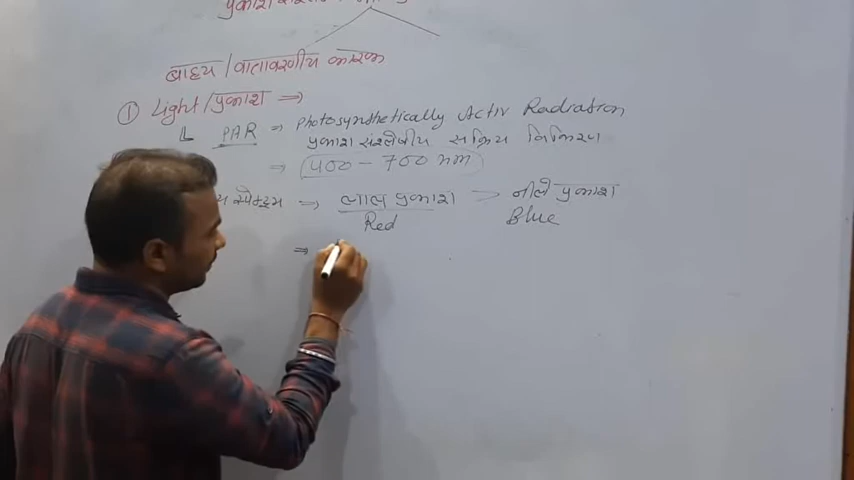 प्रकाश
बाह्य / वातावरणीय कारक
① Light / प्रकाश ⇒
PAR ⇒ Photosynthetically Activ Radiation
प्रकाश संश्लेषीय सक्रिय विकिरण
⇒ 400 - 700 nm
स्पेक्ट्रम ⇒ लाल प्रकाश > नीले प्रकाश
Red Blue
⇒